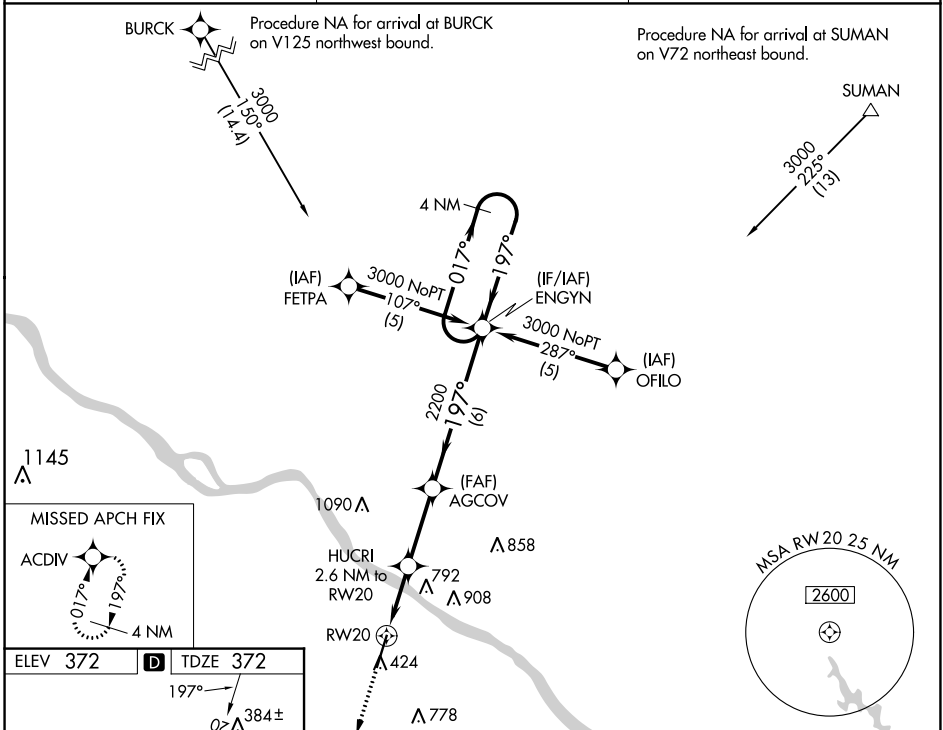 BURCK
Procedure NA for arrival at BURCK
on V125 northwest bound.
Procedure NA for arrival at SUMAN
on V72 northeast bound.
SUMAN
3000
150°
(14.4)
3000
225°
(13)
4 NM
017°
197°
(IAF)
FETPA
3000 NoPT
107°
(5)
(IF/IAF)
ENGYN
3000 NoPT
287°
(5)
(IAF)
OFILO
2200
197°
(6)
1145
(FAF)
AGCOV
1090
858
MISSED APCH FIX
ACDIV
017°
197°
4 NM
HUCRI
2.6 NM to
RW20
792
908
MSA RW20 25 NM
2600
RW20
424
ELEV 372
D
TDZE 372
197°
384±
778